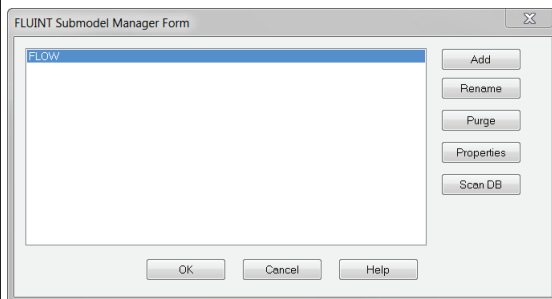 FLUINT Submodel Manager Form
FLOW
Add
Rename
Purge
Properties
Scan DB
OK
Cancel
Help